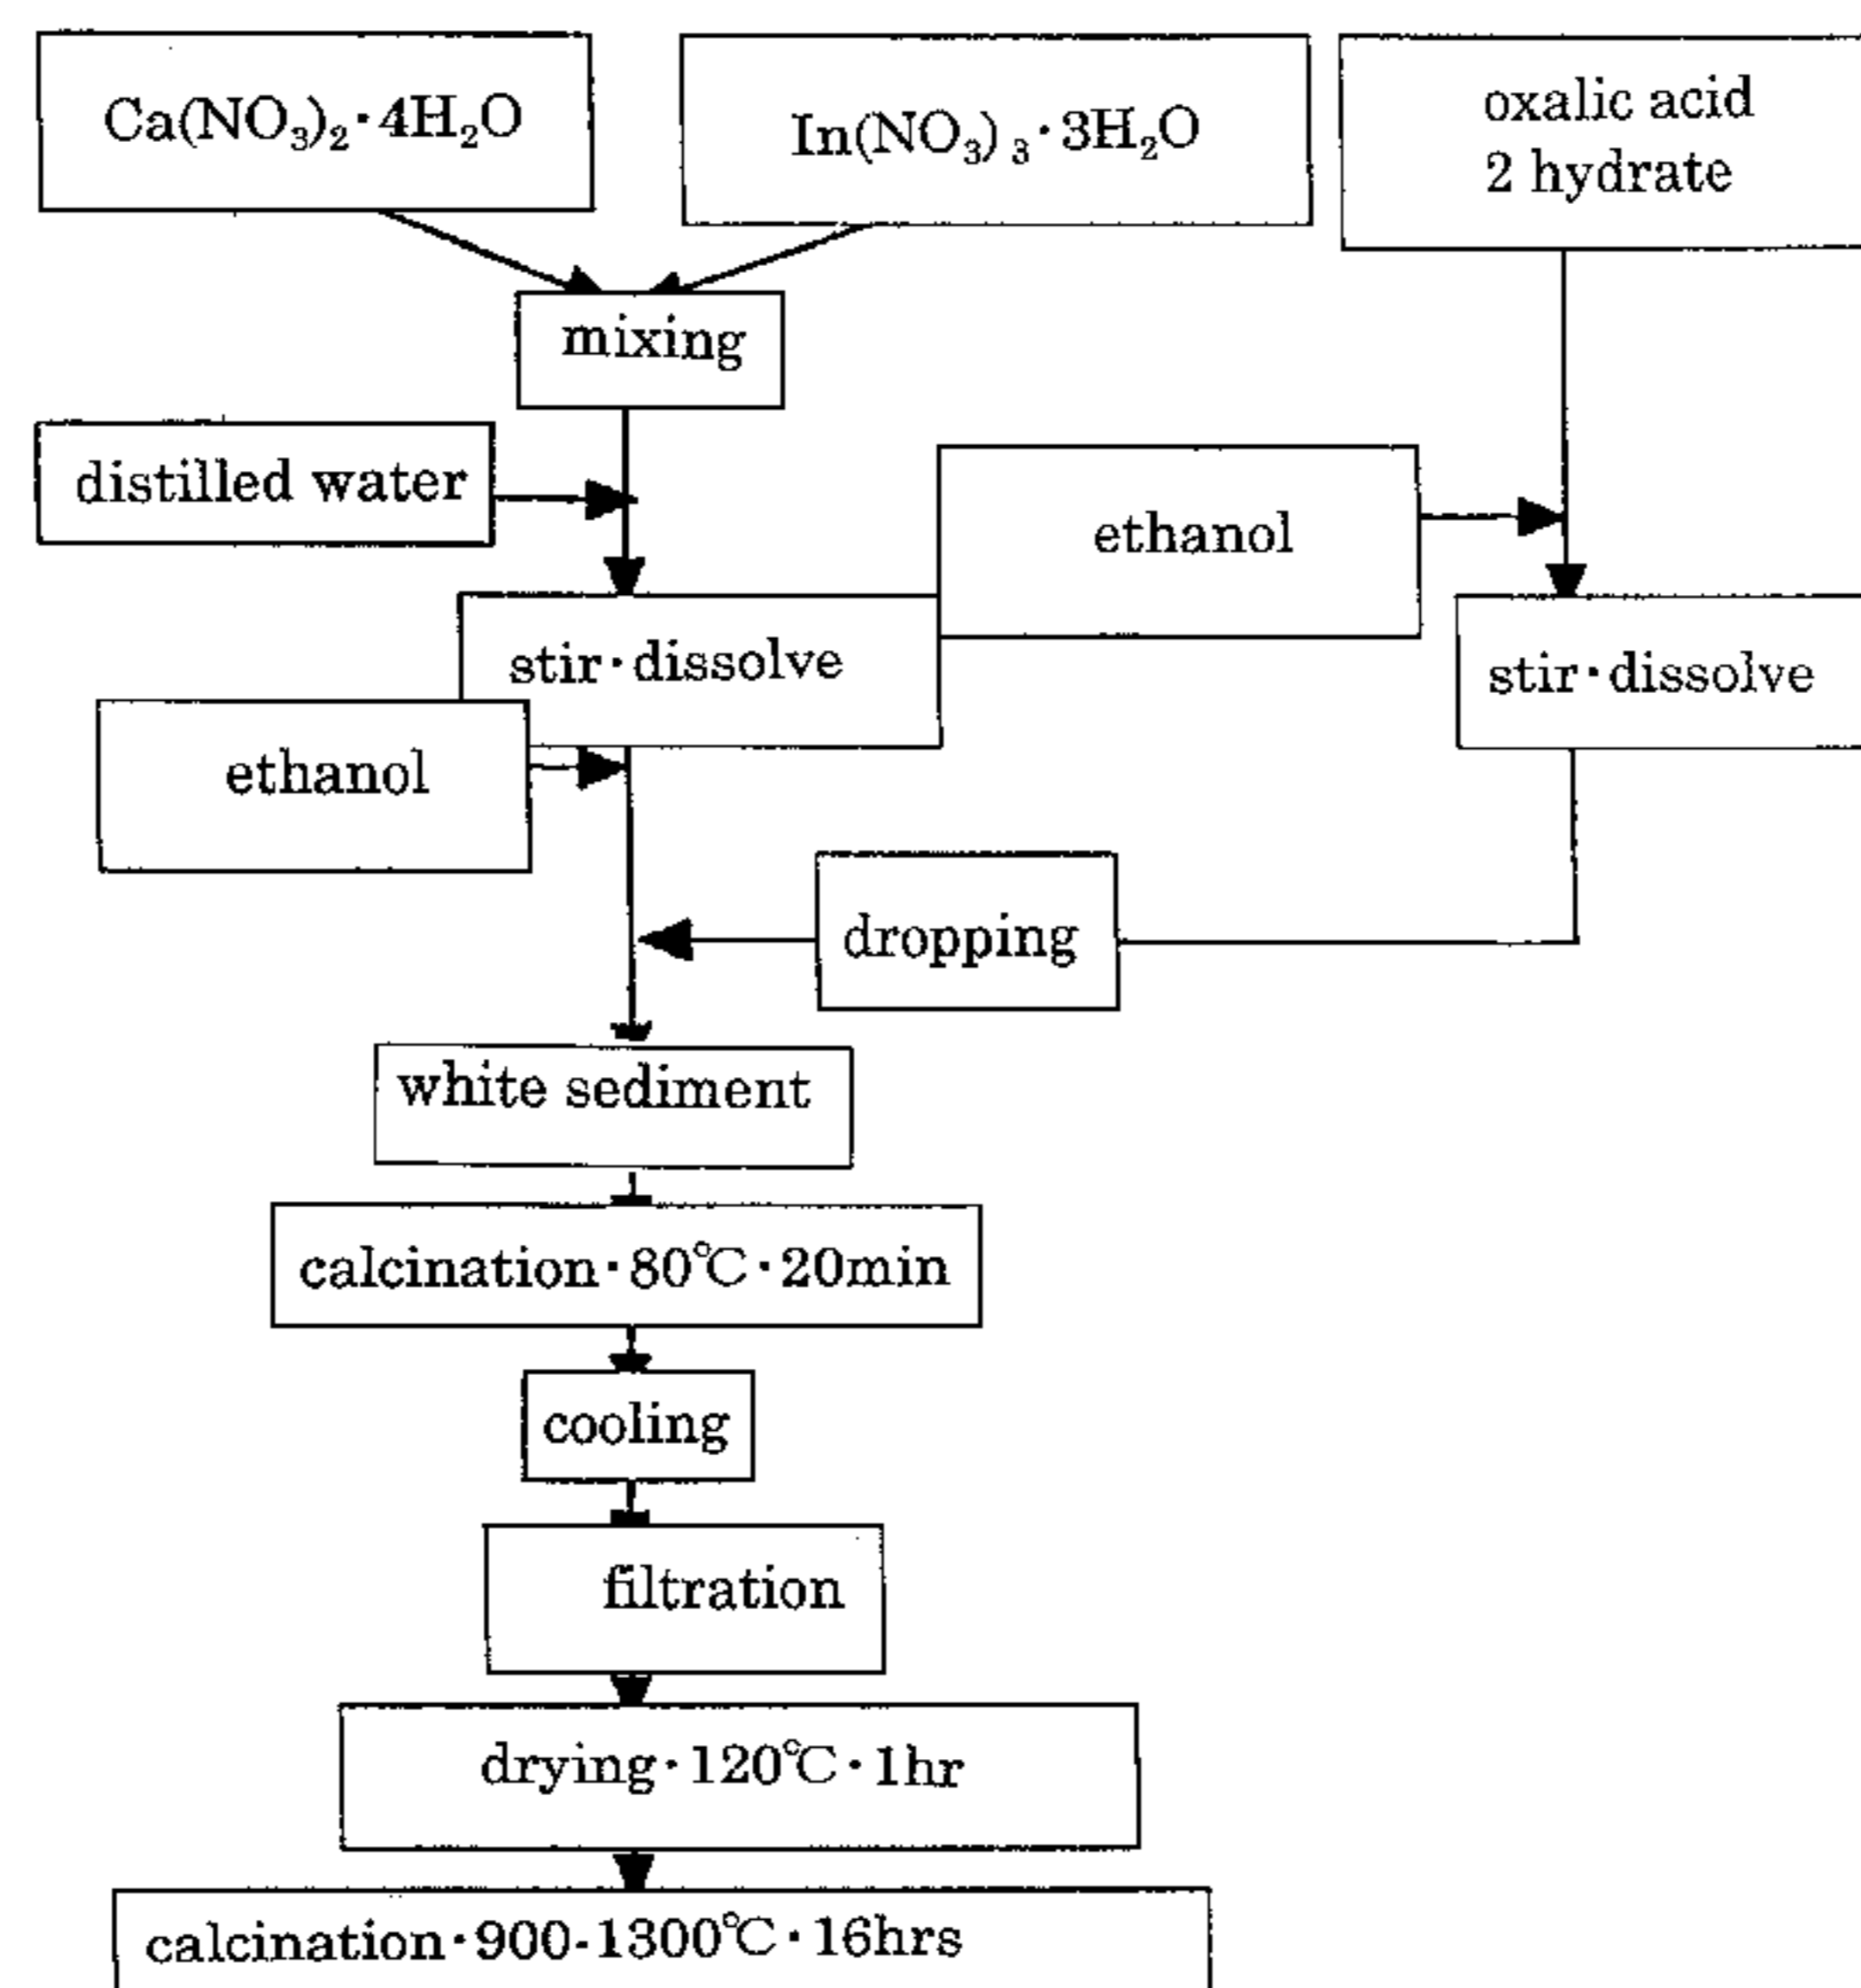 Ca(NO₃)₂·4H₂O
In(NO₃)₃·3H₂O
oxalic acid
2 hydrate
mixing
distilled water
ethanol
stir·dissolve
stir·dissolve
ethanol
dropping
white sediment
calcination·80℃·20min
cooling
filtration
drying·120℃·1hr
calcination·900-1300℃·16hrs